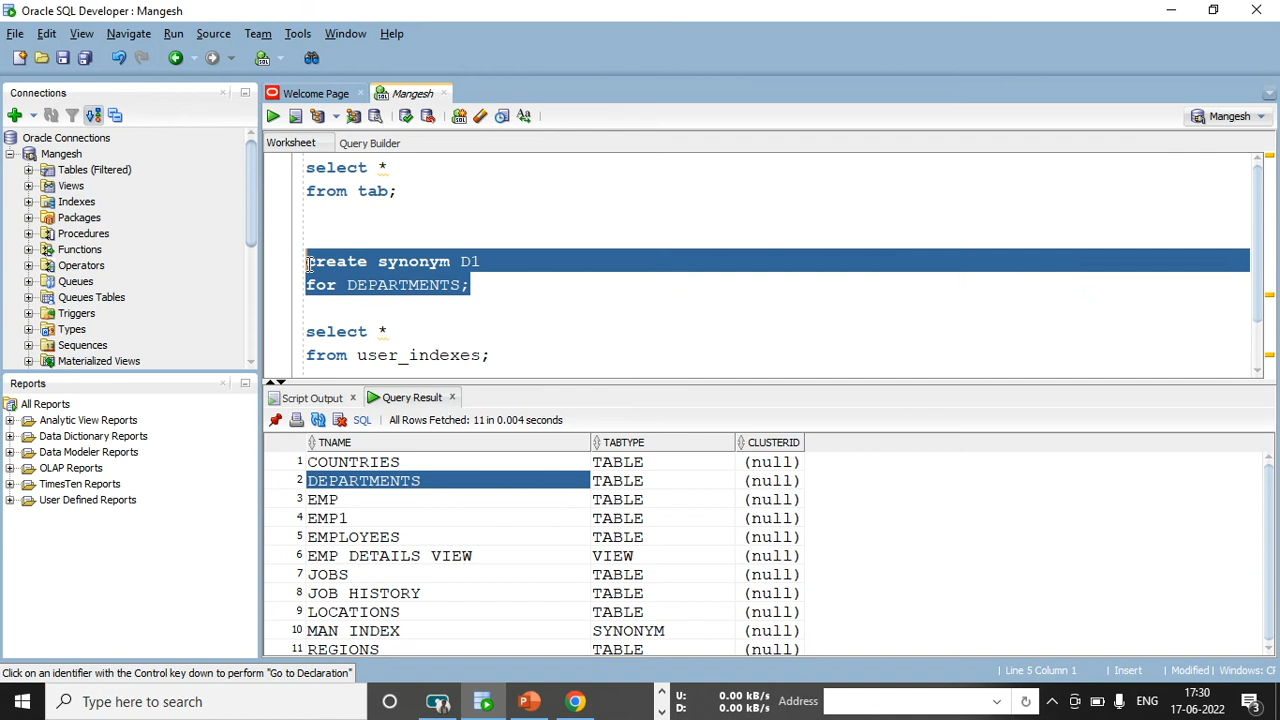 Oracle SQL Developer : Mangesh
File Edit View Navigate Run Source Team Tools Window Help
Connections
Welcome Page
Mangesh
Mangesh
Worksheet Query Builder
Oracle Connections
Mangesh
Tables (Filtered)
Views
Indexes
Packages
Procedures
Functions
Operators
Queues
Queues Tables
Triggers
Types
Sequences
Materialized Views
select *
from tab;
create synonym D1
for DEPARTMENTS;
select *
from user_indexes;
Reports
All Reports
Analytic View Reports
Data Dictionary Reports
Data Modeler Reports
OLAP Reports
TimesTen Reports
User Defined Reports
Script Output Query Result
SQL All Rows Fetched: 11 in 0.004 seconds
TNAME TABTYPE CLUSTERID
1 COUNTRIES TABLE (null)
2 DEPARTMENTS TABLE (null)
3 EMP TABLE (null)
4 EMP1 TABLE (null)
5 EMPLOYEES TABLE (null)
6 EMP DETAILS VIEW VIEW (null)
7 JOBS TABLE (null)
8 JOB HISTORY TABLE (null)
9 LOCATIONS TABLE (null)
10 MAN INDEX SYNONYM (null)
11 REGIONS TABLE (null)
Click on an identifier with the Control key down to perform "Go to Declaration"
Line 5 Column 1 Insert Modified Windows: CF
Type here to search
U: 0.00 kB/s
D: 0.00 kB/s
Address
ENG
17:30
17-06-2022
3